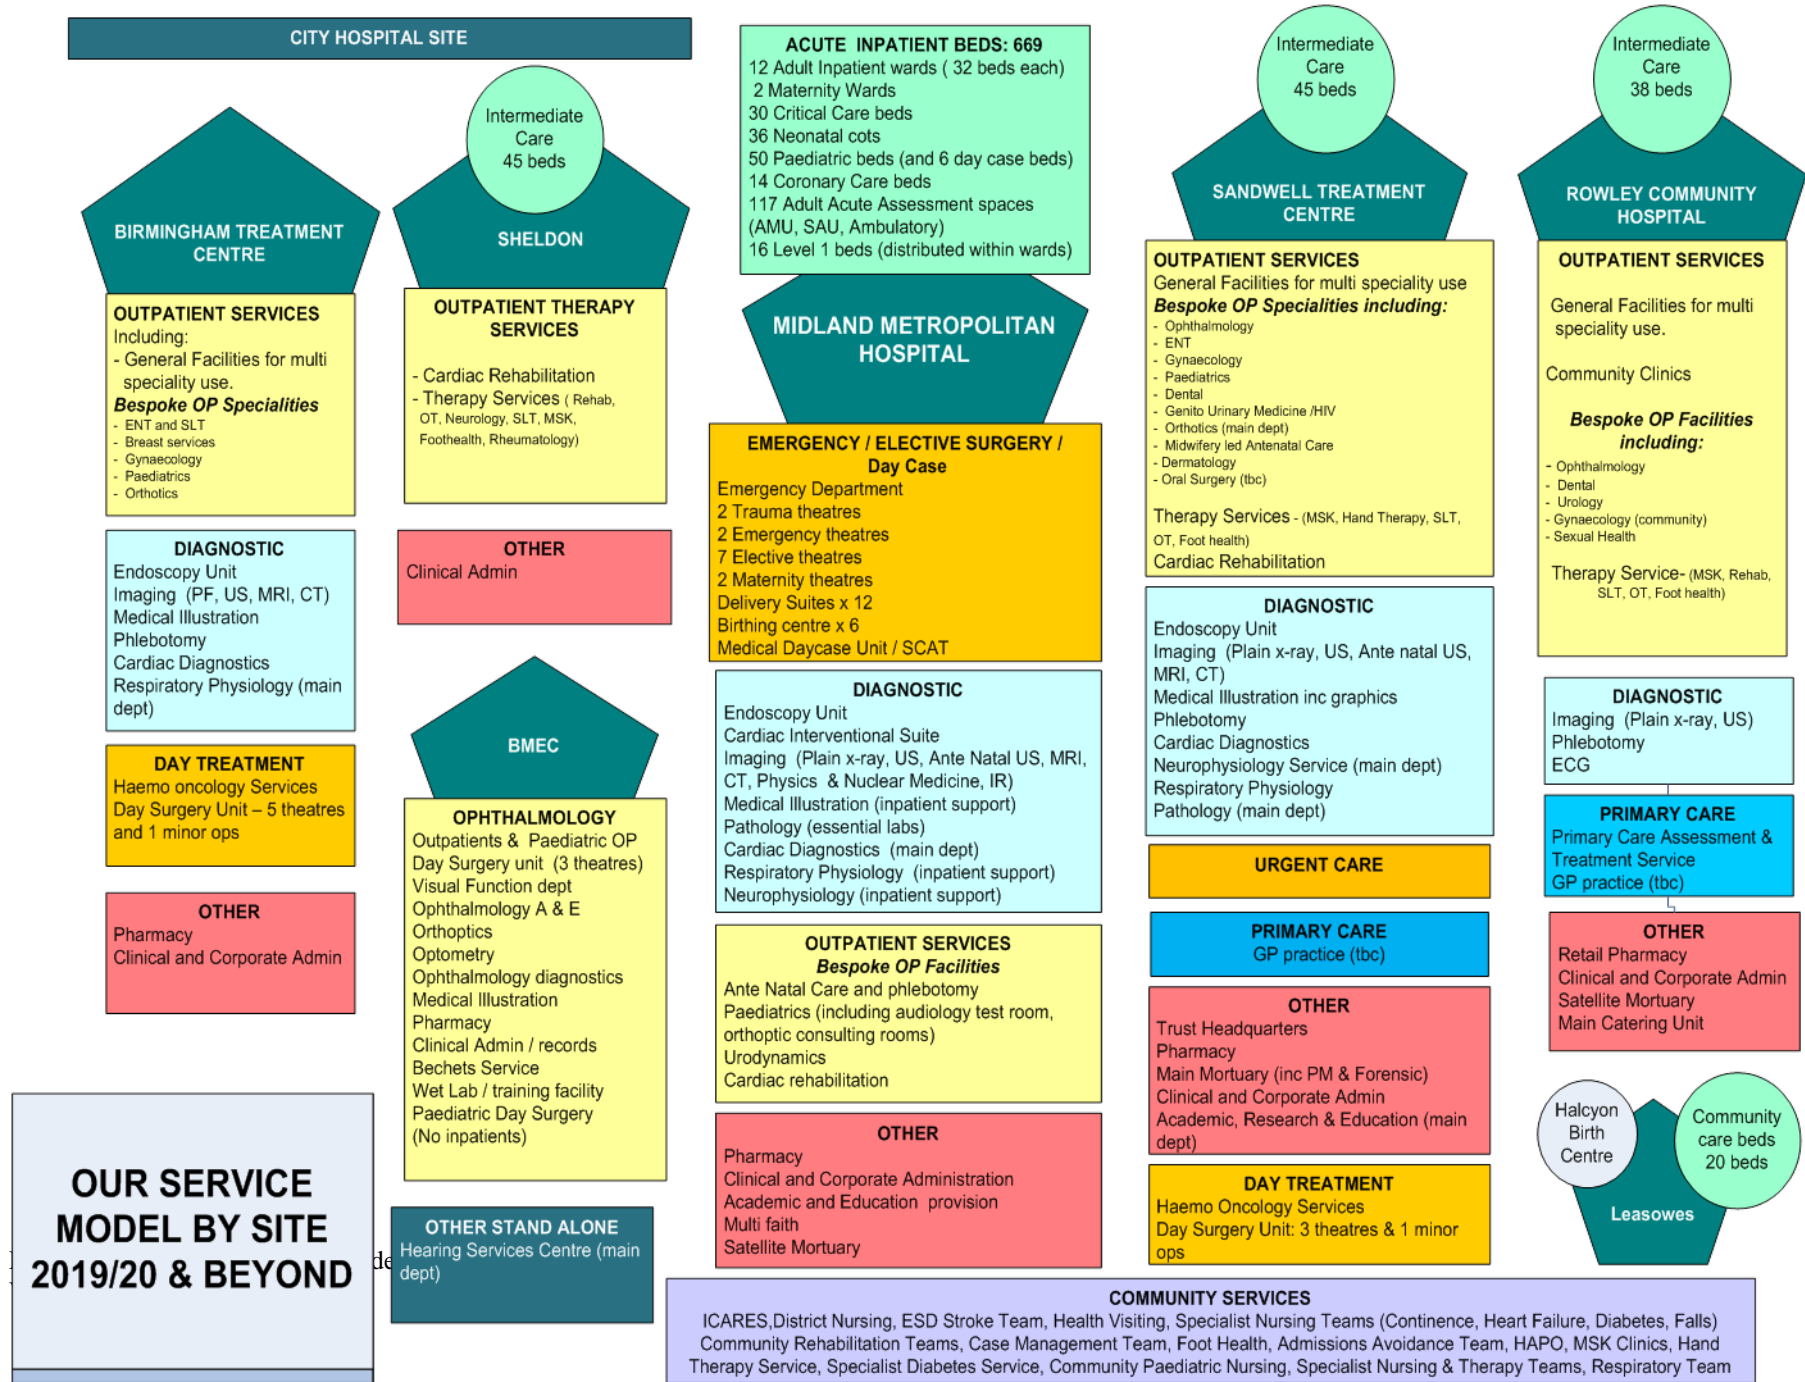 CITY HOSPITAL SITE
BIRMINGHAM TREATMENT
CENTRE
OUTPATIENT SERVICES
Including:
- General Facilities for multi
speciality use.
Bespoke OP Specialities
- ENT and SLT
- Breast services
- Gynaecology
- Paediatrics
- Orthotics
DIAGNOSTIC
Endoscopy Unit
Imaging (PF, US, MRI, CT)
Medical Illustration
Phlebotomy
Cardiac Diagnostics
Respiratory Physiology (main
dept)
DAY TREATMENT
Haemo oncology Services
Day Surgery Unit – 5 theatres
and 1 minor ops
OTHER
Pharmacy
Clinical and Corporate Admin
OUR SERVICE
MODEL BY SITE
2019/20 & BEYOND
Intermediate
Care
45 beds
SHELDON
OUTPATIENT THERAPY
SERVICES
- Cardiac Rehabilitation
- Therapy Services ( Rehab,
OT, Neurology, SLT, MSK,
Foothealth, Rheumatology)
OTHER
Clinical Admin
BMEC
OPHTHALMOLOGY
Outpatients & Paediatric OP
Day Surgery unit (3 theatres)
Visual Function dept
Ophthalmology A & E
Orthoptics
Optometry
Ophthalmology diagnostics
Medical Illustration
Pharmacy
Clinical Admin / records
Bechets Service
Wet Lab / training facility
Paediatric Day Surgery
(No inpatients)
OTHER STAND ALONE
Hearing Services Centre (main
dept)
ACUTE INPATIENT BEDS: 669
12 Adult Inpatient wards ( 32 beds each)
2 Maternity Wards
30 Critical Care beds
36 Neonatal cots
50 Paediatric beds (and 6 day case beds)
14 Coronary Care beds
117 Adult Acute Assessment spaces
(AMU, SAU, Ambulatory)
16 Level 1 beds (distributed within wards)
MIDLAND METROPOLITAN
HOSPITAL
EMERGENCY / ELECTIVE SURGERY /
Day Case
Emergency Department
2 Trauma theatres
2 Emergency theatres
7 Elective theatres
2 Maternity theatres
Delivery Suites x 12
Birthing centre x 6
Medical Daycase Unit / SCAT
DIAGNOSTIC
Endoscopy Unit
Cardiac Interventional Suite
Imaging (Plain x-ray, US, Ante Natal US, MRI,
CT, Physics & Nuclear Medicine, IR)
Medical Illustration (inpatient support)
Pathology (essential labs)
Cardiac Diagnostics (main dept)
Respiratory Physiology (inpatient support)
Neurophysiology (inpatient support)
OUTPATIENT SERVICES
Bespoke OP Facilities
Ante Natal Care and phlebotomy
Paediatrics (including audiology test room,
orthoptic consulting rooms)
Urodynamics
Cardiac rehabilitation
OTHER
Pharmacy
Clinical and Corporate Administration
Academic and Education provision
Multi faith
Satellite Mortuary
Intermediate
Care
45 beds
SANDWELL TREATMENT
CENTRE
OUTPATIENT SERVICES
General Facilities for multi speciality use
Bespoke OP Specialities including:
- Ophthalmology
- ENT
- Gynaecology
- Paediatrics
- Dental
- Genito Urinary Medicine /HIV
- Orthotics (main dept)
- Midwifery led Antenatal Care
- Dermatology
- Oral Surgery (tbc)
Therapy Services - (MSK, Hand Therapy, SLT,
OT, Foot health)
Cardiac Rehabilitation
DIAGNOSTIC
Endoscopy Unit
Imaging (Plain x-ray, US, Ante natal US,
MRI, CT)
Medical Illustration inc graphics
Phlebotomy
Cardiac Diagnostics
Neurophysiology Service (main dept)
Respiratory Physiology
Pathology (main dept)
URGENT CARE
PRIMARY CARE
GP practice (tbc)
OTHER
Trust Headquarters
Pharmacy
Main Mortuary (inc PM & Forensic)
Clinical and Corporate Admin
Academic, Research & Education (main
dept)
DAY TREATMENT
Haemo Oncology Services
Day Surgery Unit: 3 theatres & 1 minor
ops
Intermediate
Care
38 beds
ROWLEY COMMUNITY
HOSPITAL
OUTPATIENT SERVICES
General Facilities for multi
speciality use.
Community Clinics
Bespoke OP Facilities
including:
- Ophthalmology
- Dental
- Urology
- Gynaecology (community)
- Sexual Health
Therapy Service- (MSK, Rehab,
SLT, OT, Foot health)
DIAGNOSTIC
Imaging (Plain x-ray, US)
Phlebotomy
ECG
PRIMARY CARE
Primary Care Assessment &
Treatment Service
GP practice (tbc)
OTHER
Retail Pharmacy
Clinical and Corporate Admin
Satellite Mortuary
Main Catering Unit
Halcyon
Birth
Centre
Community
care beds
20 beds
Leasowes
COMMUNITY SERVICES
ICARES,District Nursing, ESD Stroke Team, Health Visiting, Specialist Nursing Teams (Continence, Heart Failure, Diabetes, Falls)
Community Rehabilitation Teams, Case Management Team, Foot Health, Admissions Avoidance Team, HAPO, MSK Clinics, Hand
Therapy Service, Specialist Diabetes Service, Community Paediatric Nursing, Specialist Nursing & Therapy Teams, Respiratory Team